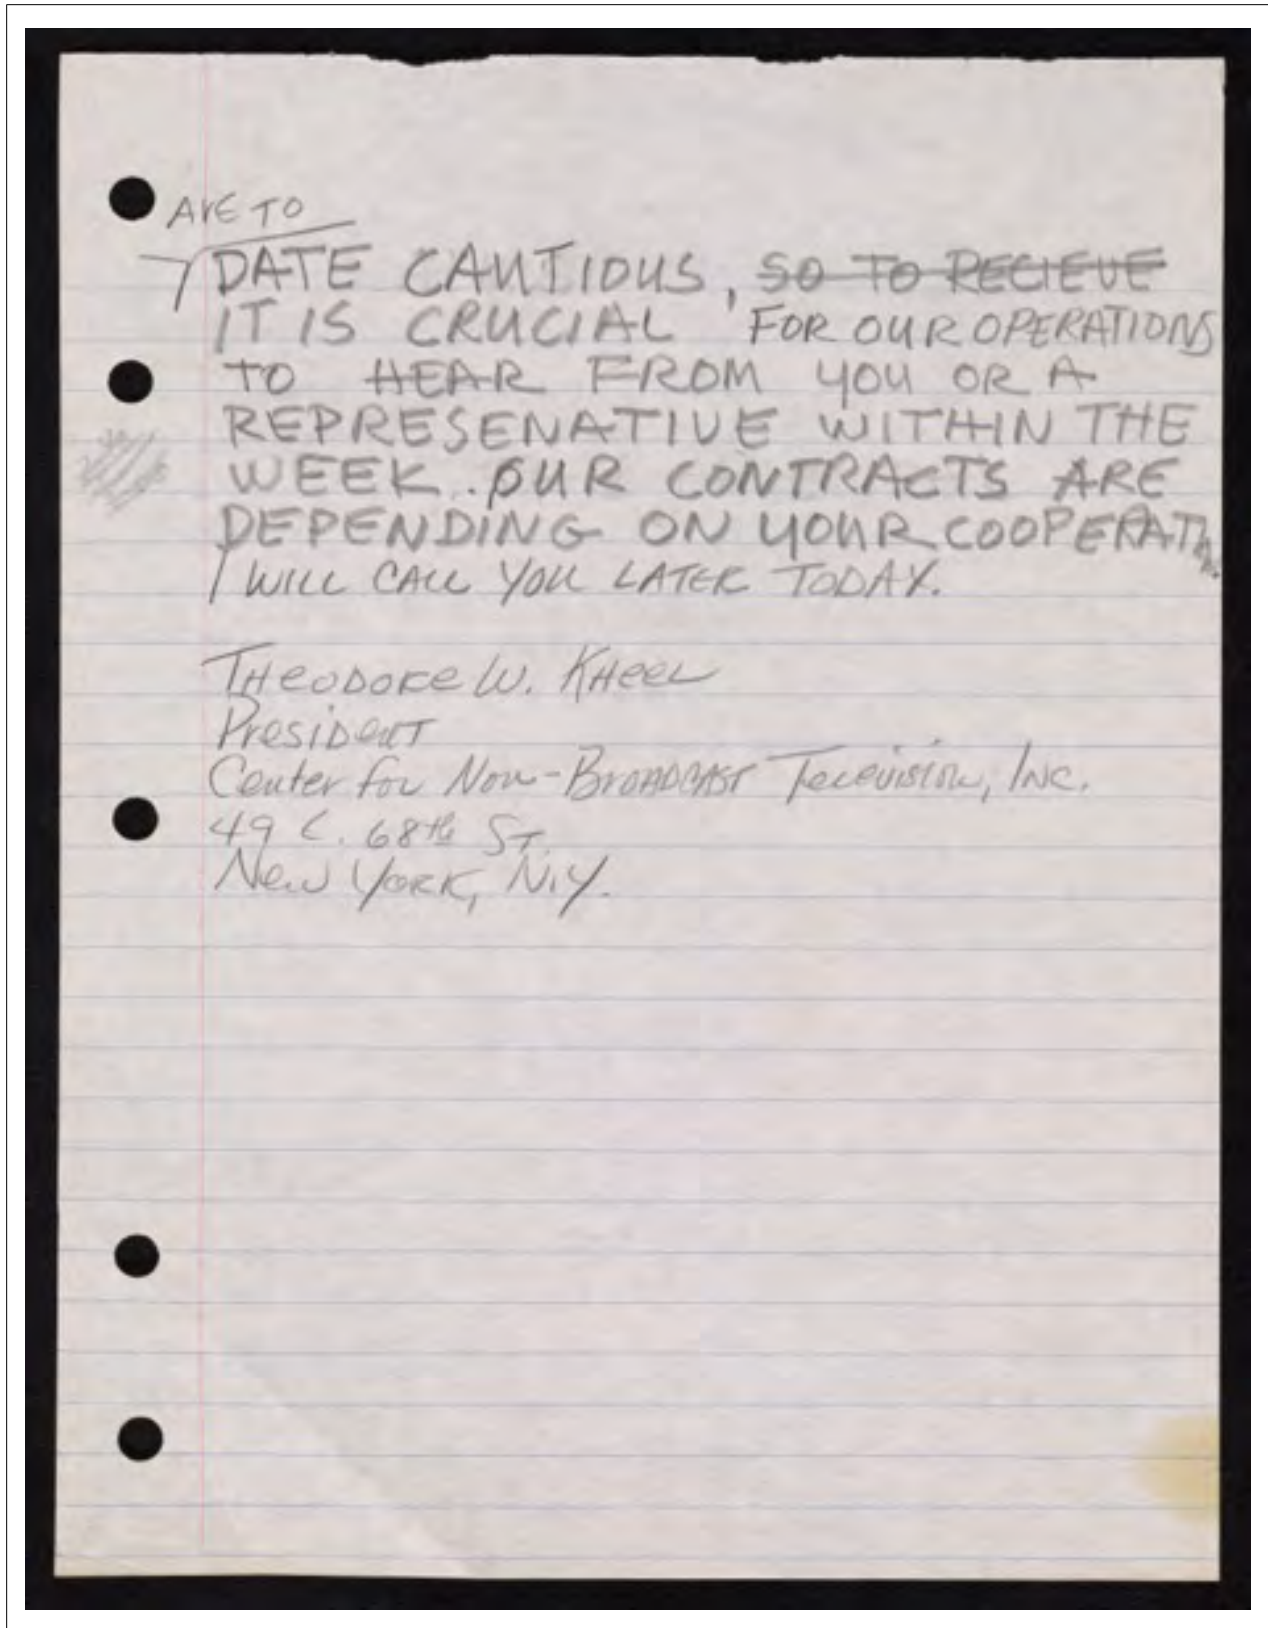 ARE TO
DATE CAUTIOUS, SO TO RECIEVE
IT IS CRUCIAL FOR OUR OPERATIONS
TO HEAR FROM YOU OR A
REPRESENATIVE WITHIN THE
WEEK. OUR CONTRACTS ARE
DEPENDING ON YOUR COOPERAT
I WILL CALL YOU LATER TODAY.
THEODORE W. KHEEL
PRESIDENT
Center for Non-BROADCAST Television, INC.
49 E. 68th ST.
New YORK, N.Y.